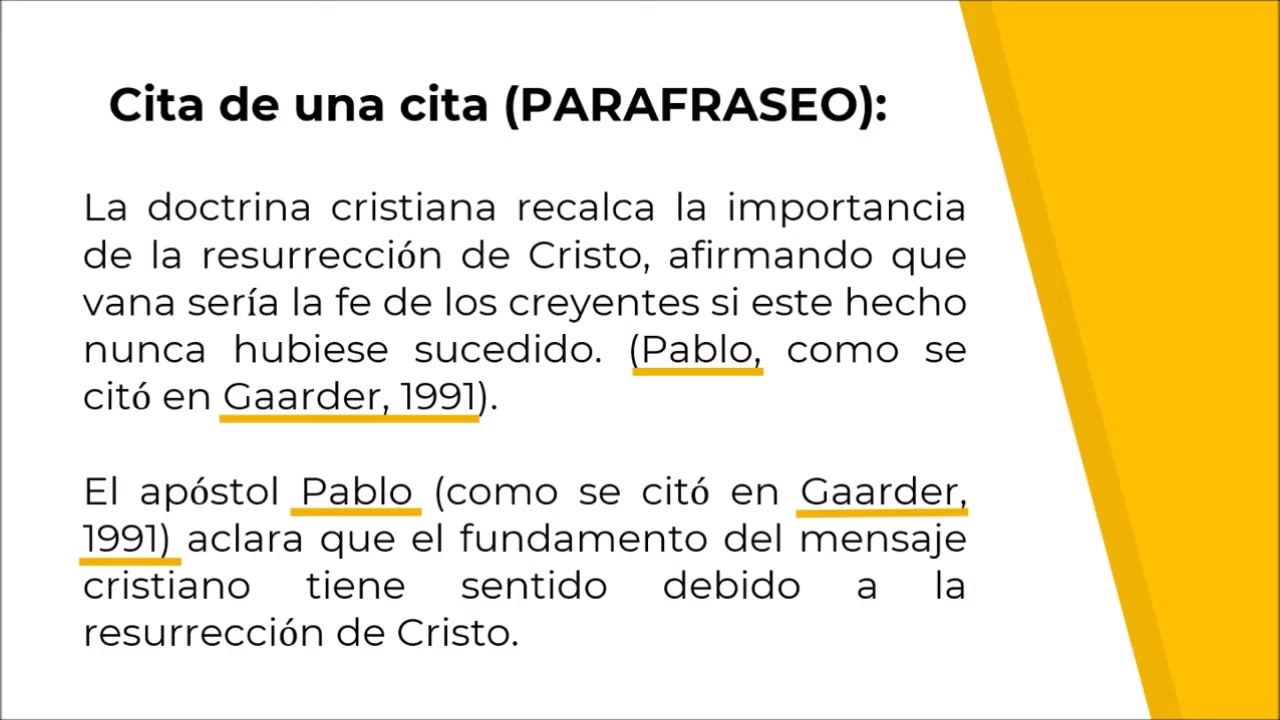 Cita de una cita (PARAFRASEO):
La doctrina cristiana recalca la importancia
de la resurrección de Cristo, afirmando que
vana sería la fe de los creyentes si este hecho
nunca hubiese sucedido. (Pablo, como se
citó en Gaarder, 1991).
El apóstol Pablo (como se citó en Gaarder,
1991) aclara que el fundamento del mensaje
cristiano tiene sentido debido a la
resurrección de Cristo.